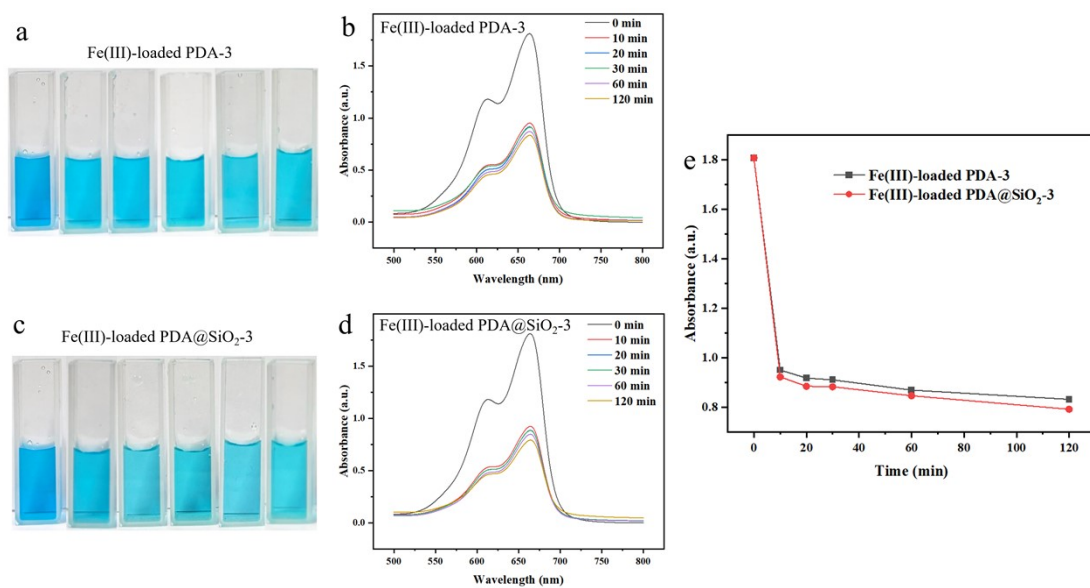 a
Fe(III)-loaded PDA-3
b
Fe(III)-loaded PDA-3
0 min
10 min
20 min
30 min
60 min
120 min
Absorbance (a.u.)
1.5
1.0
0.5
0.0
500 550 600 650 700 750 800
Wavelength (nm)
c
Fe(III)-loaded PDA@SiO₂-3
d
Fe(III)-loaded PDA@SiO₂-3
0 min
10 min
20 min
30 min
60 min
120 min
Absorbance (a.u.)
1.5
1.0
0.5
0.0
500 550 600 650 700 750 800
Wavelength (nm)
e
Fe(III)-loaded PDA-3
Fe(III)-loaded PDA@SiO₂-3
Absorbance (a.u.)
1.8
1.6
1.4
1.2
1.0
0.8
0 20 40 60 80 100 120
Time (min)